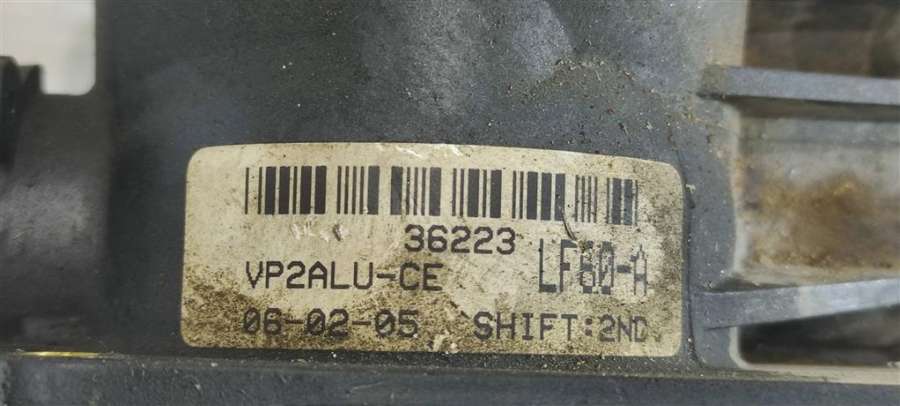 36223
VP2ALU-CE LF60-A
06-02-05 SHIFT:2ND